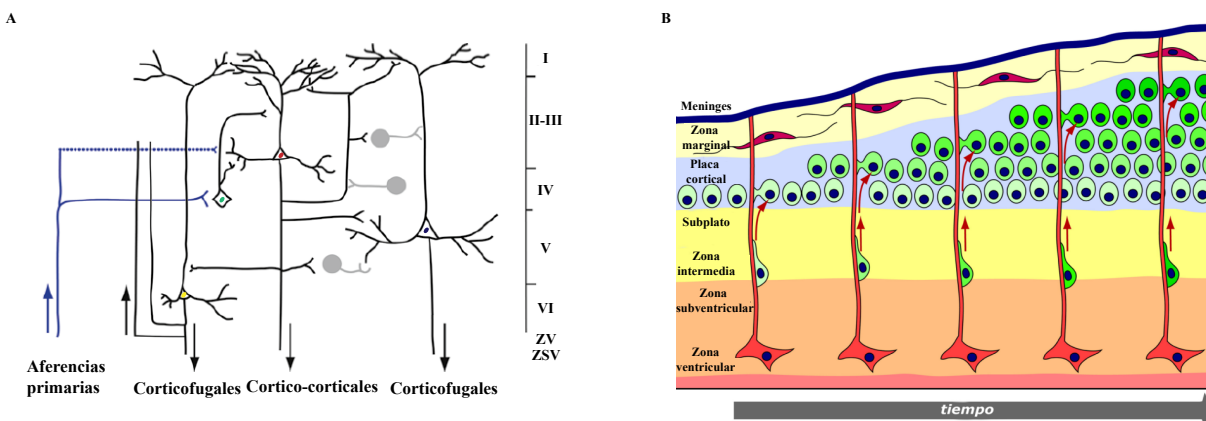 A
I
II-III
IV
V
VI
ZV
ZSV
Aferencias
primarias
Corticofugales
Cortico-corticales
Corticofugales
B
Meninges
Zona
marginal
Placa
cortical
Subplato
Zona
intermedia
Zona
subventricular
Zona
ventricular
tiempo